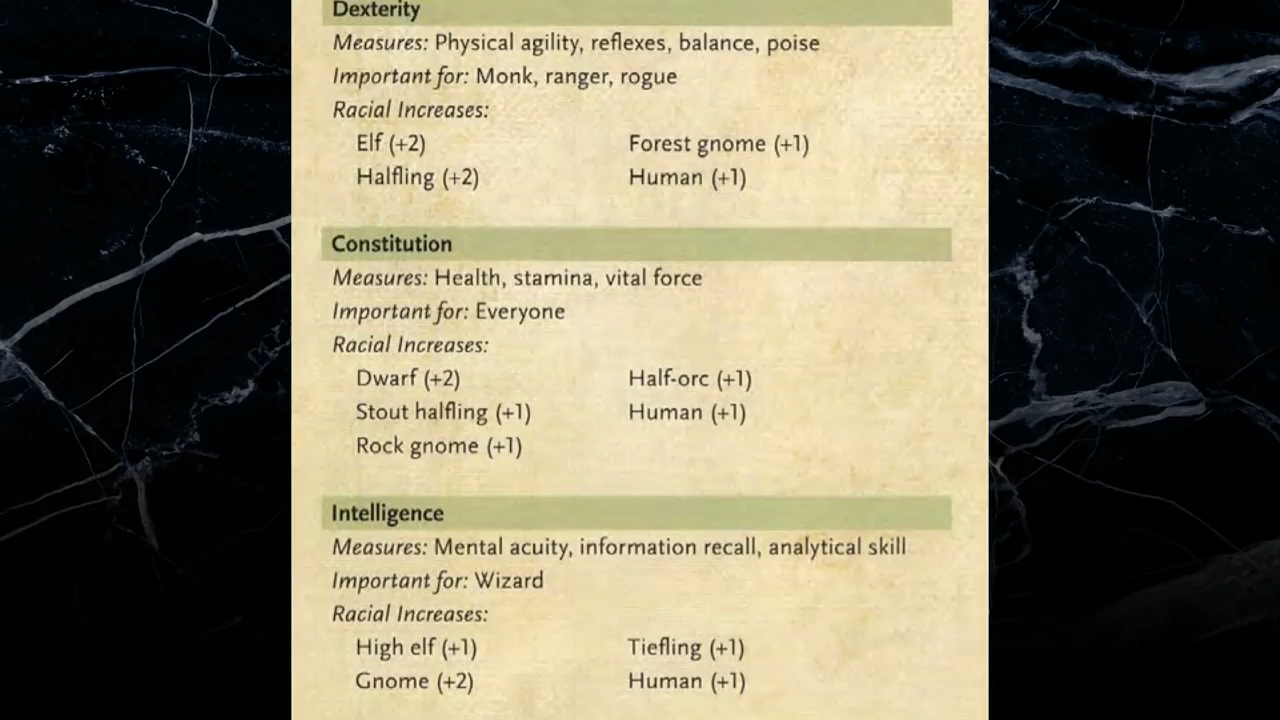 Dexterity
Measures: Physical agility, reflexes, balance, poise
Important for: Monk, ranger, rogue
Racial Increases:
Elf (+2) Forest gnome (+1)
Halfling (+2) Human (+1)
Constitution
Measures: Health, stamina, vital force
Important for: Everyone
Racial Increases:
Dwarf (+2) Half-orc (+1)
Stout halfling (+1) Human (+1)
Rock gnome (+1)
Intelligence
Measures: Mental acuity, information recall, analytical skill
Important for: Wizard
Racial Increases:
High elf (+1) Tiefling (+1)
Gnome (+2) Human (+1)